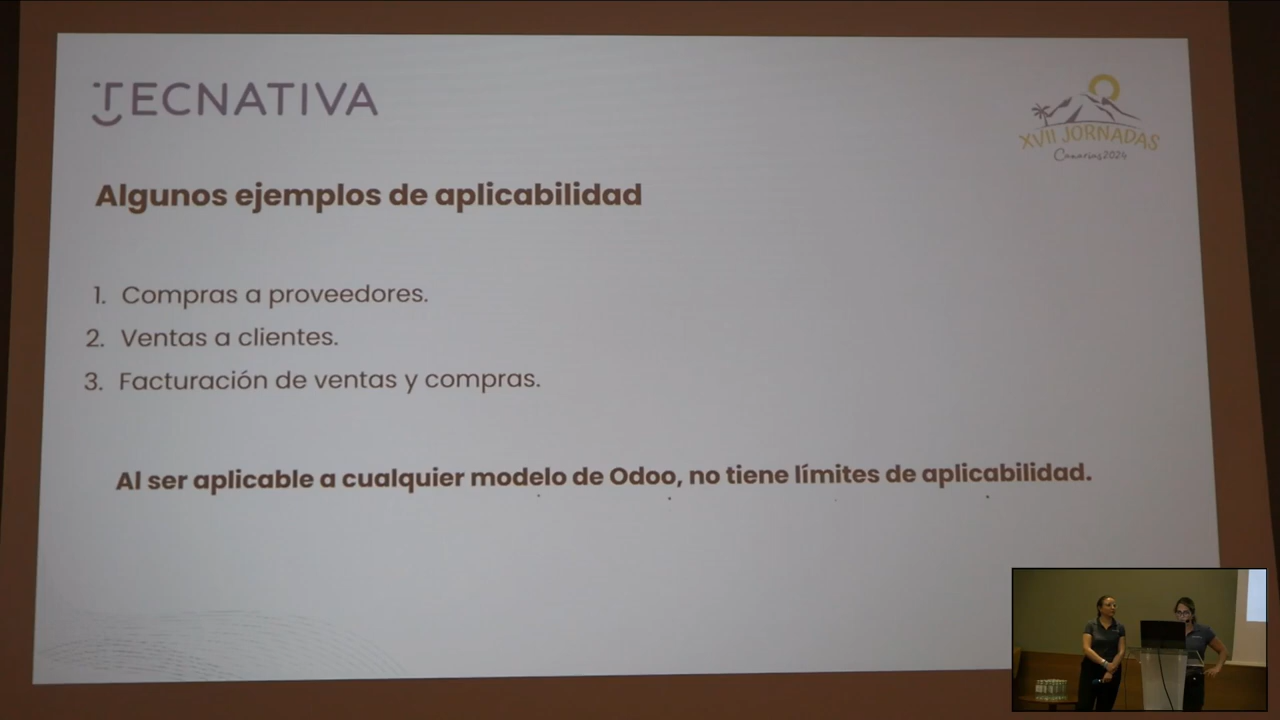 TECNATIVA
XVII JORNADAS
Canarias2024
Algunos ejemplos de aplicabilidad
1. Compras a proveedores.
2. Ventas a clientes.
3. Facturación de ventas y compras.
Al ser aplicable a cualquier modelo de Odoo, no tiene límites de aplicabilidad.